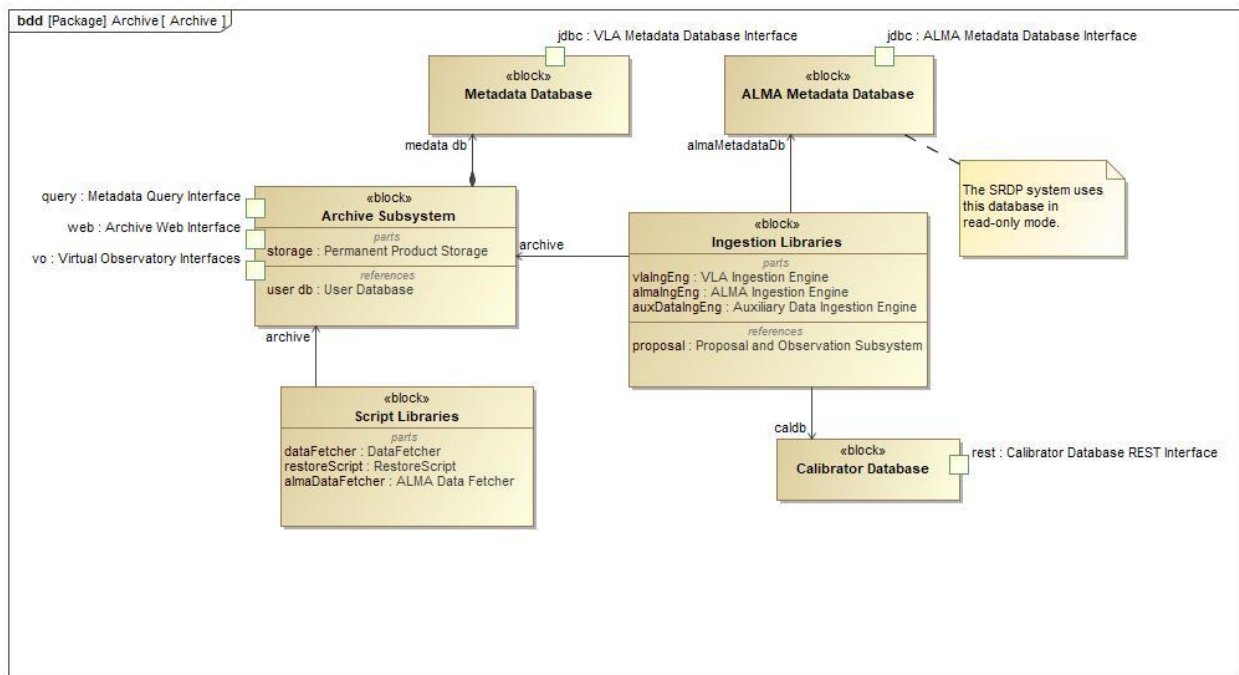 bdd [Package] Archive [ Archive ]
jdbc : VLA Metadata Database Interface
jdbc : ALMA Metadata Database Interface
«block»
Metadata Database
«block»
ALMA Metadata Database
medata db
almaMetadataDb
The SRDP system uses
this database in
read-only mode.
query : Metadata Query Interface
web : Archive Web Interface
vo : Virtual Observatory Interfaces
«block»
Archive Subsystem
parts
storage : Permanent Product Storage
references
user db : User Database
archive
«block»
Ingestion Libraries
parts
vlaIngEng : VLA Ingestion Engine
almaIngEng : ALMA Ingestion Engine
auxDataIngEng : Auxiliary Data Ingestion Engine
references
proposal : Proposal and Observation Subsystem
archive
«block»
Script Libraries
parts
dataFetcher : DataFetcher
restoreScript : RestoreScript
almaDataFetcher : ALMA Data Fetcher
caldb
«block»
Calibrator Database
rest : Calibrator Database REST Interface